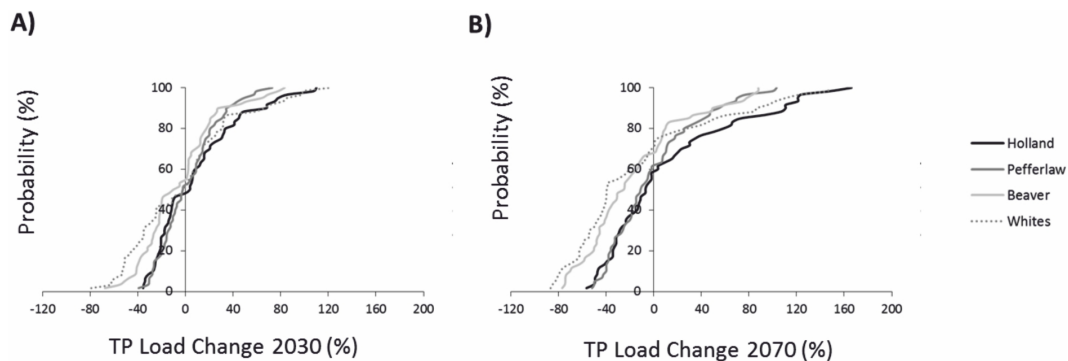 A)
Probability (%)
100
80
60
40
20
0
-120 -80 -40 0 40 80 120 160 200
TP Load Change 2030 (%)
B)
Probability (%)
100
80
60
40
20
0
-120 -80 -40 0 40 80 120 160 200
TP Load Change 2070 (%)
Holland
Pefferlaw
Beaver
Whites